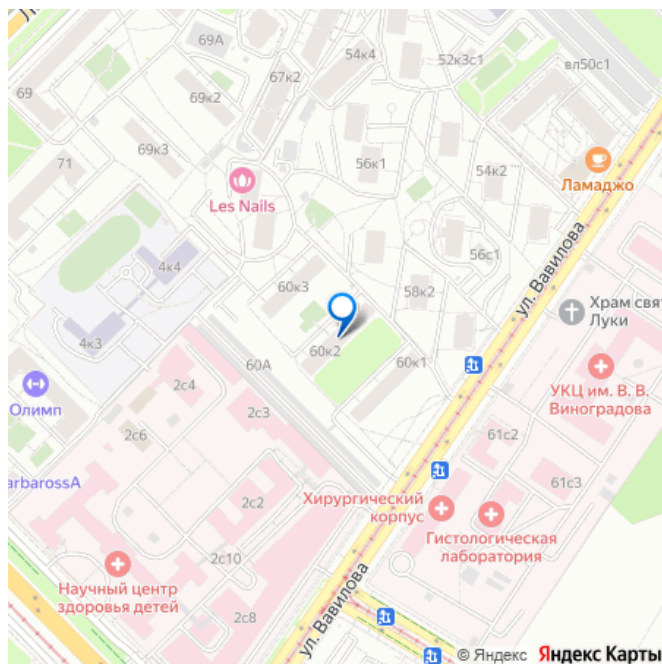 69А
54к4
52к3с1
вл50с1
67к2
69
69к2
69к3
56к1
71
54к2
Ламаджо
Les Nails
ул. Вавилова
56с1
4к4
60к3
58к2
Храм свят
Луки
4к3
60А
60к2
60к1
УКЦ им. В. В.
Виноградова
Олимп
2с4
2с3
2с6
61с2
arbarossA
61с3
2с2
Хирургический
корпус
Гистологическая
лаборатория
2с10
Научный центр
здоровья детей
2с8
ул. Вавилова
© Яндекс Яндекс Карты